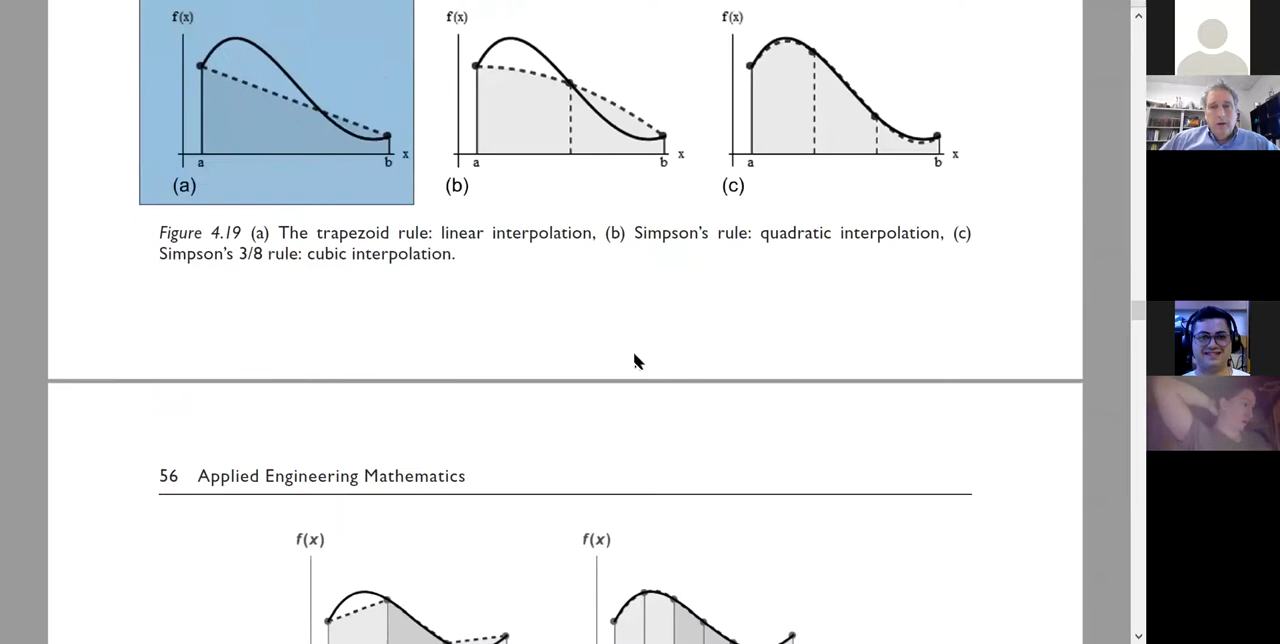 f(x) f(x) f(x)
a b x a b x a b x
(a) (b) (c)
Figure 4.19 (a) The trapezoid rule: linear interpolation, (b) Simpson's rule: quadratic interpolation, (c)
Simpson's 3/8 rule: cubic interpolation.
56 Applied Engineering Mathematics
f(x) f(x)